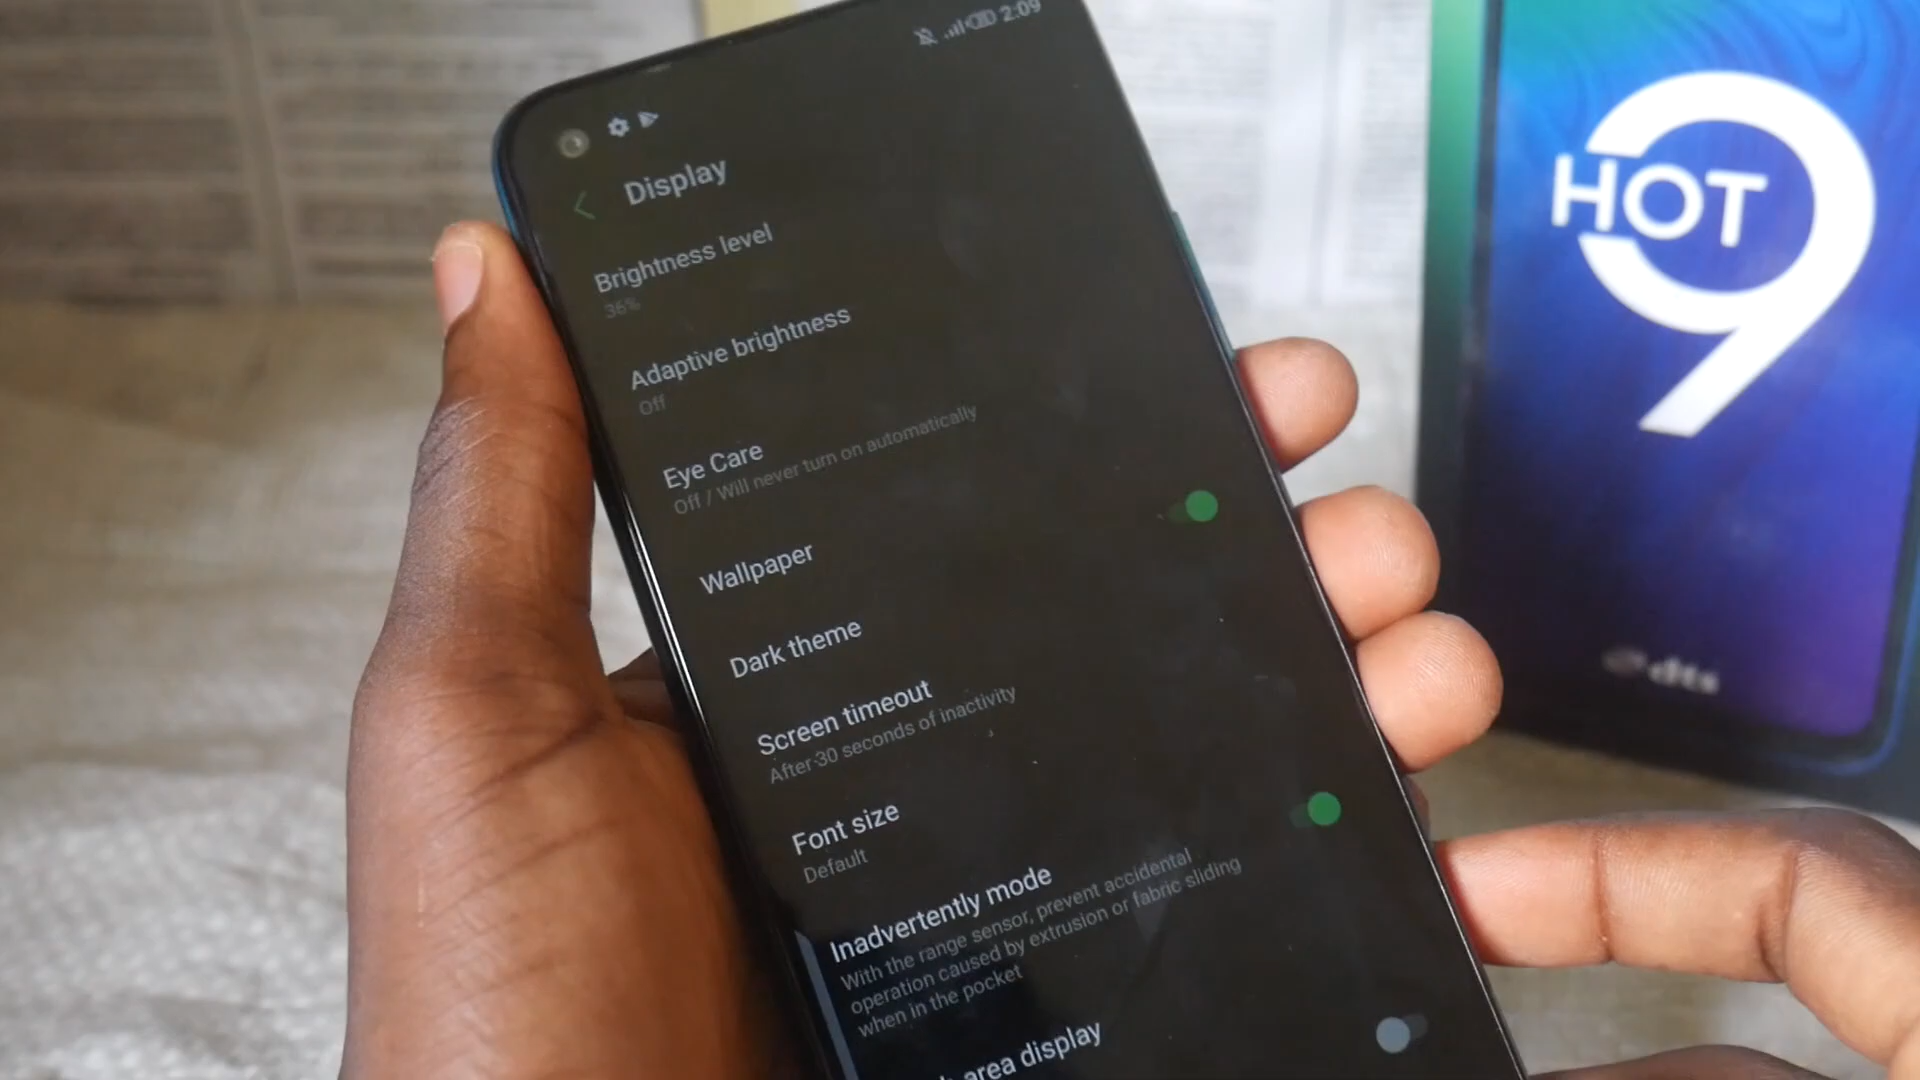 2:09
Display
Brightness level
36%
Adaptive brightness
Off
Eye Care
Off / Will never turn on automatically
Wallpaper
Dark theme
Screen timeout
After 30 seconds of inactivity
Font size
Default
Inadvertently mode
With the range sensor, prevent accidental
operation caused by extrusion or fabric sliding
when in the pocket
area display
HOT 9
dts